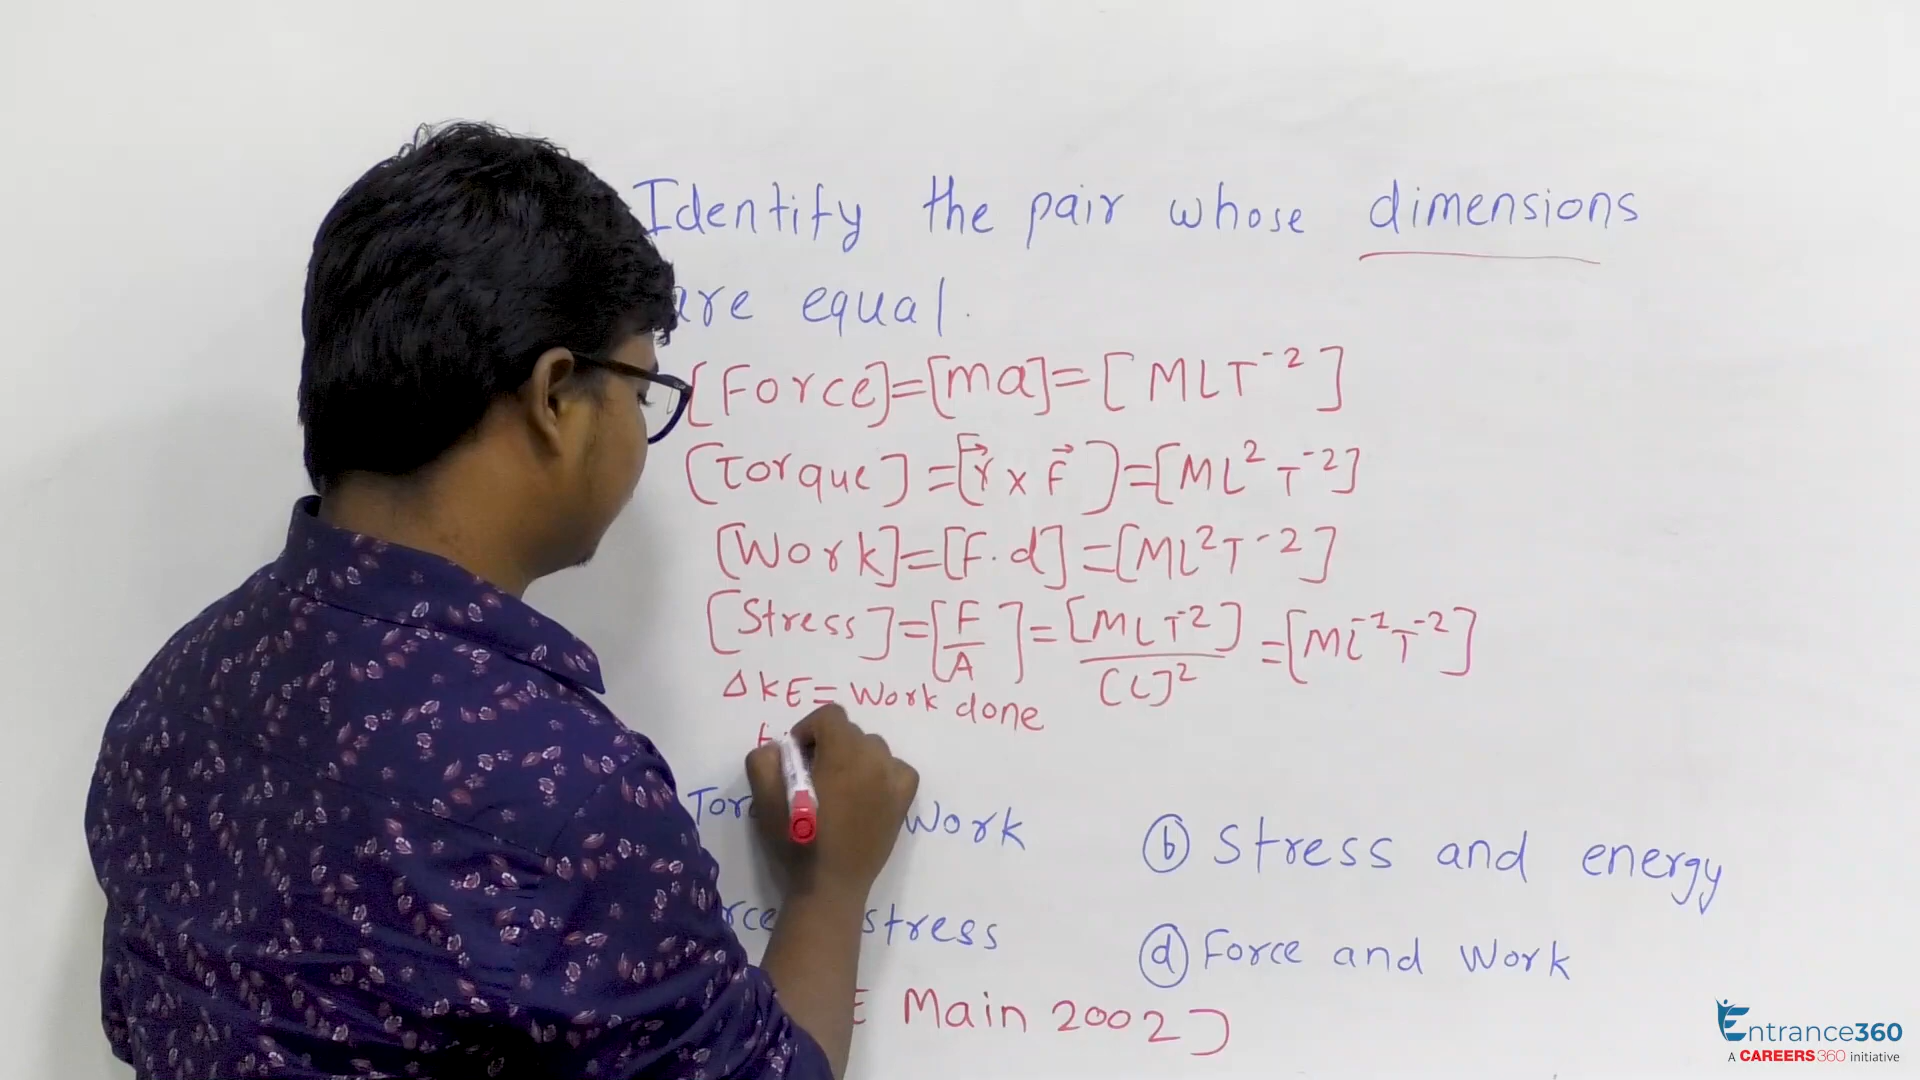 Identify the pair whose dimensions
are equal.
[Force]=[ma]=[MLT⁻²]
[Torque]=[r⃗ x F⃗]=[ML²T⁻²]
[Work]=[F.d]=[ML²T⁻²]
[Stress]=[F/A]=[MLT⁻²]/[L]²=[ML⁻¹T⁻²]
ΔKE= Work done
Work
ⓑ Stress and energy
stress
ⓓ Force and Work
Main 2002]
Entrance360
A CAREERS360 initiative